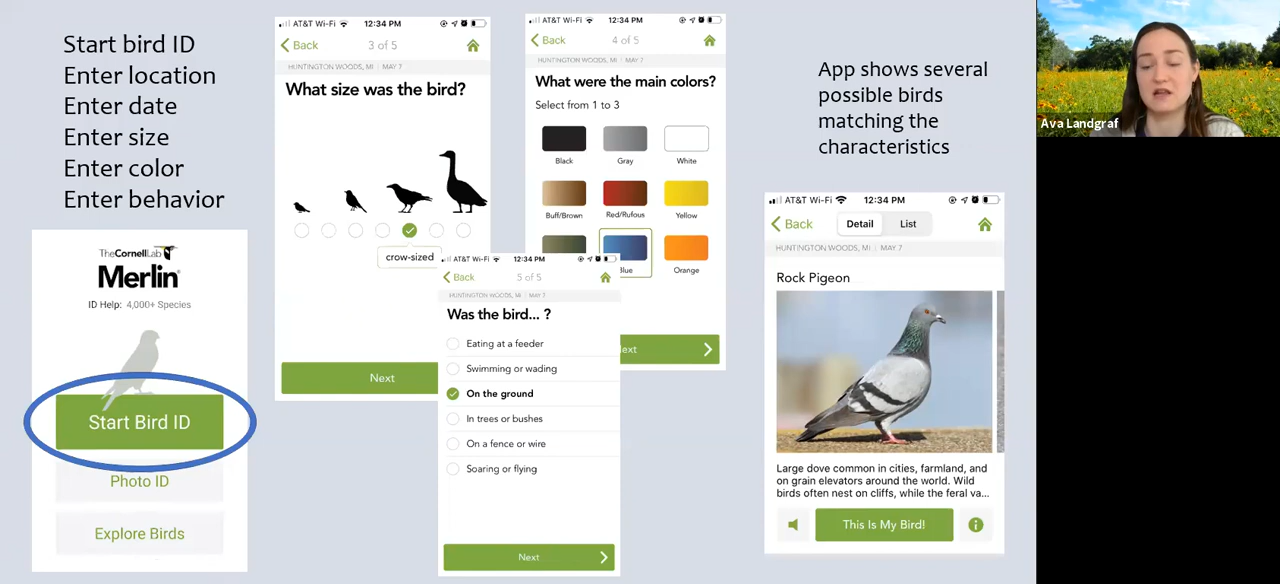 Start bird ID
Enter location
Enter date
Enter size
Enter color
Enter behavior
TheCornellLab
Merlin
ID Help: 4,000+ Species
Start Bird ID
Photo ID
Explore Birds
AT&T Wi-Fi 12:34 PM
Back 3 of 5
HUNTINGTON WOODS, MI | MAY 7
What size was the bird?
crow-sized
Next
AT&T Wi-Fi 12:34 PM
Back 4 of 5
HUNTINGTON WOODS, MI | MAY 7
What were the main colors?
Select from 1 to 3
Black Gray White
Buff/Brown Red/Rufous Yellow
Blue Orange
Next
AT&T Wi-Fi 12:34 PM
Back 5 of 5
HUNTINGTON WOODS, MI | MAY 7
Was the bird... ?
Eating at a feeder
Swimming or wading
On the ground
In trees or bushes
On a fence or wire
Soaring or flying
Next
App shows several
possible birds
matching the
characteristics
AT&T Wi-Fi 12:34 PM
Back Detail List
HUNTINGTON WOODS, MI | MAY 7
Rock Pigeon
Large dove common in cities, farmland, and
on grain elevators around the world. Wild
birds often nest on cliffs, while the feral va...
This Is My Bird!
Ava Landgraf